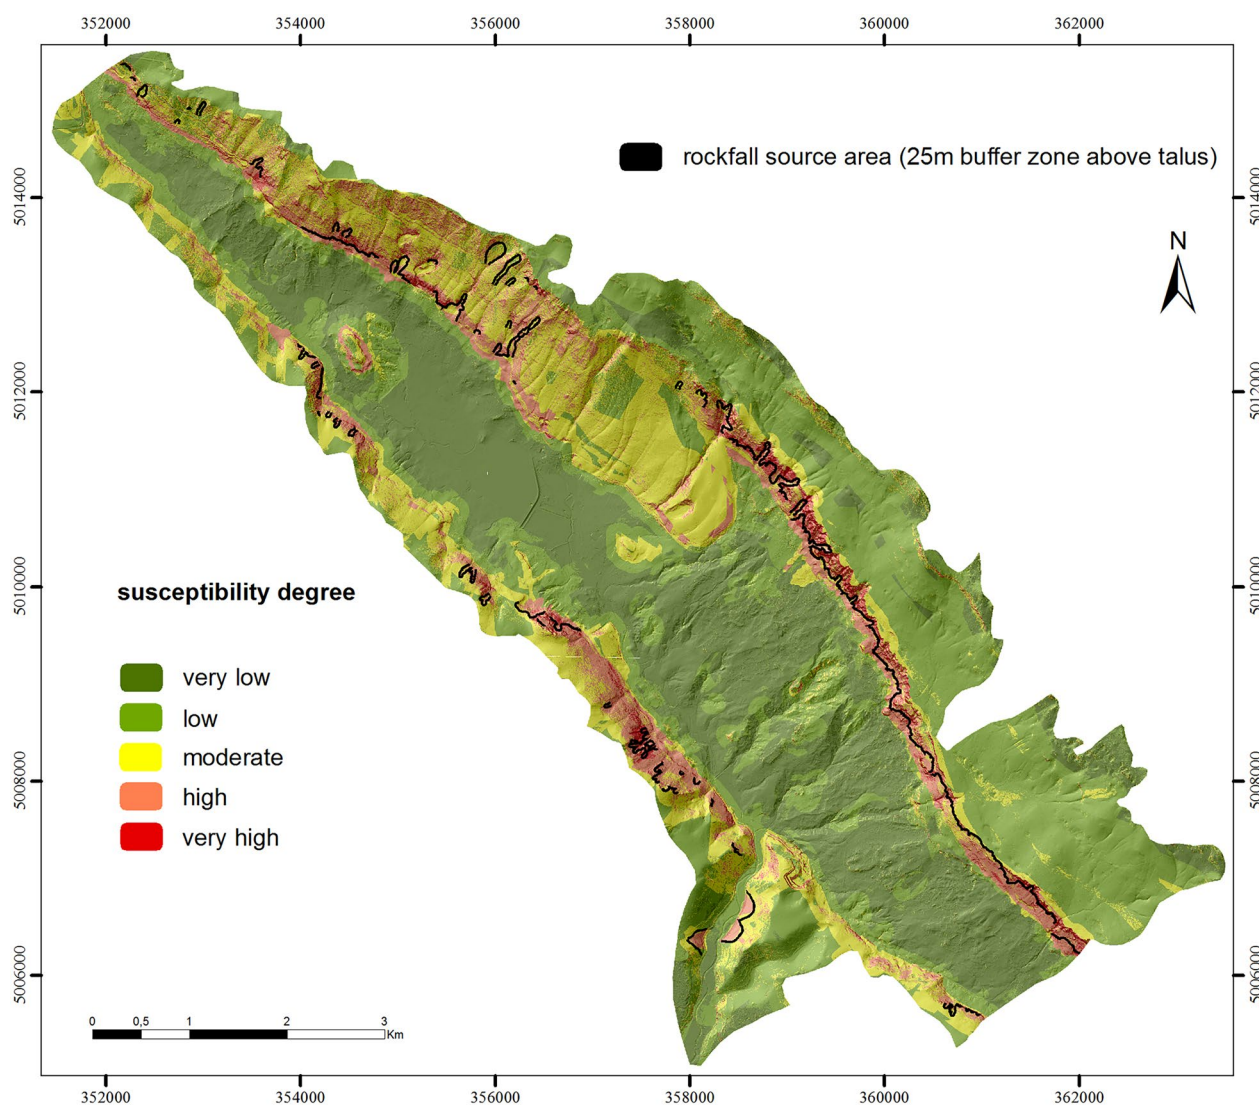 352000 354000 356000 358000 360000 362000
rockfall source area (25m buffer zone above talus)
5014000 5014000
N
5012000 5012000
5010000 5010000
susceptibility degree
very low
low
moderate
high
very high
5008000 5008000
5006000 5006000
0 0,5 1 2 3
Km
352000 354000 356000 358000 360000 362000